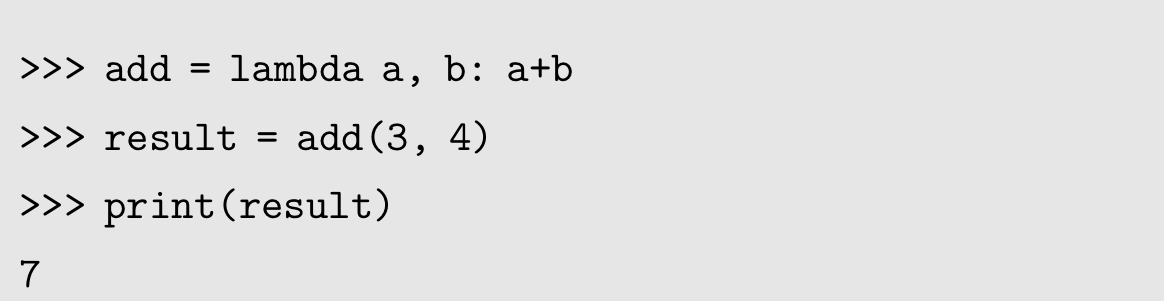 >>> add = lambda a, b: a+b
>>> result = add(3, 4)
>>> print(result)
7